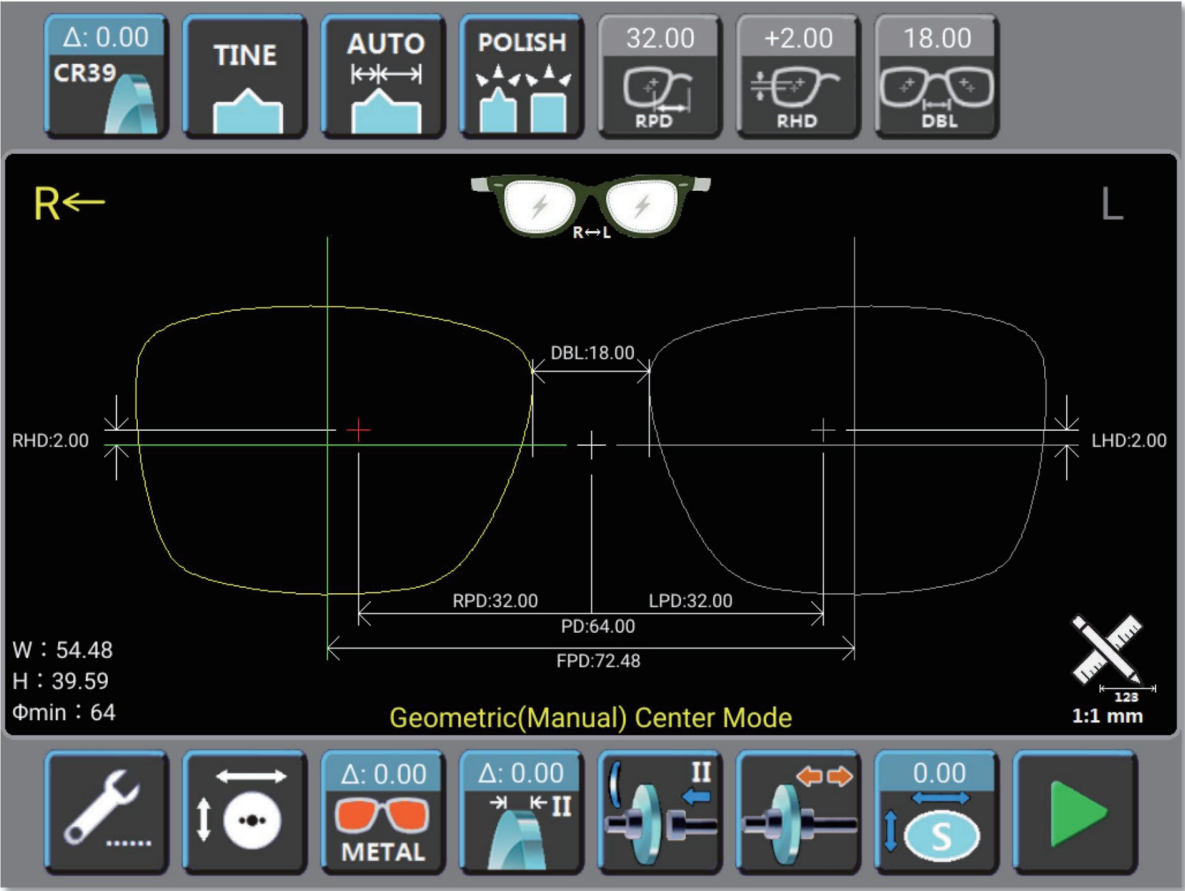 Δ: 0.00
CR39
TINE
AUTO
POLISH
32.00
RPD
+2.00
RHD
18.00
DBL
R←
R↔L
L
DBL:18.00
RHD:2.00
LHD:2.00
RPD:32.00
LPD:32.00
PD:64.00
FPD:72.48
W：54.48
H：39.59
Φmin：64
Geometric(Manual) Center Mode
123
1:1 mm
Δ: 0.00
METAL
Δ: 0.00
II
II
0.00
S